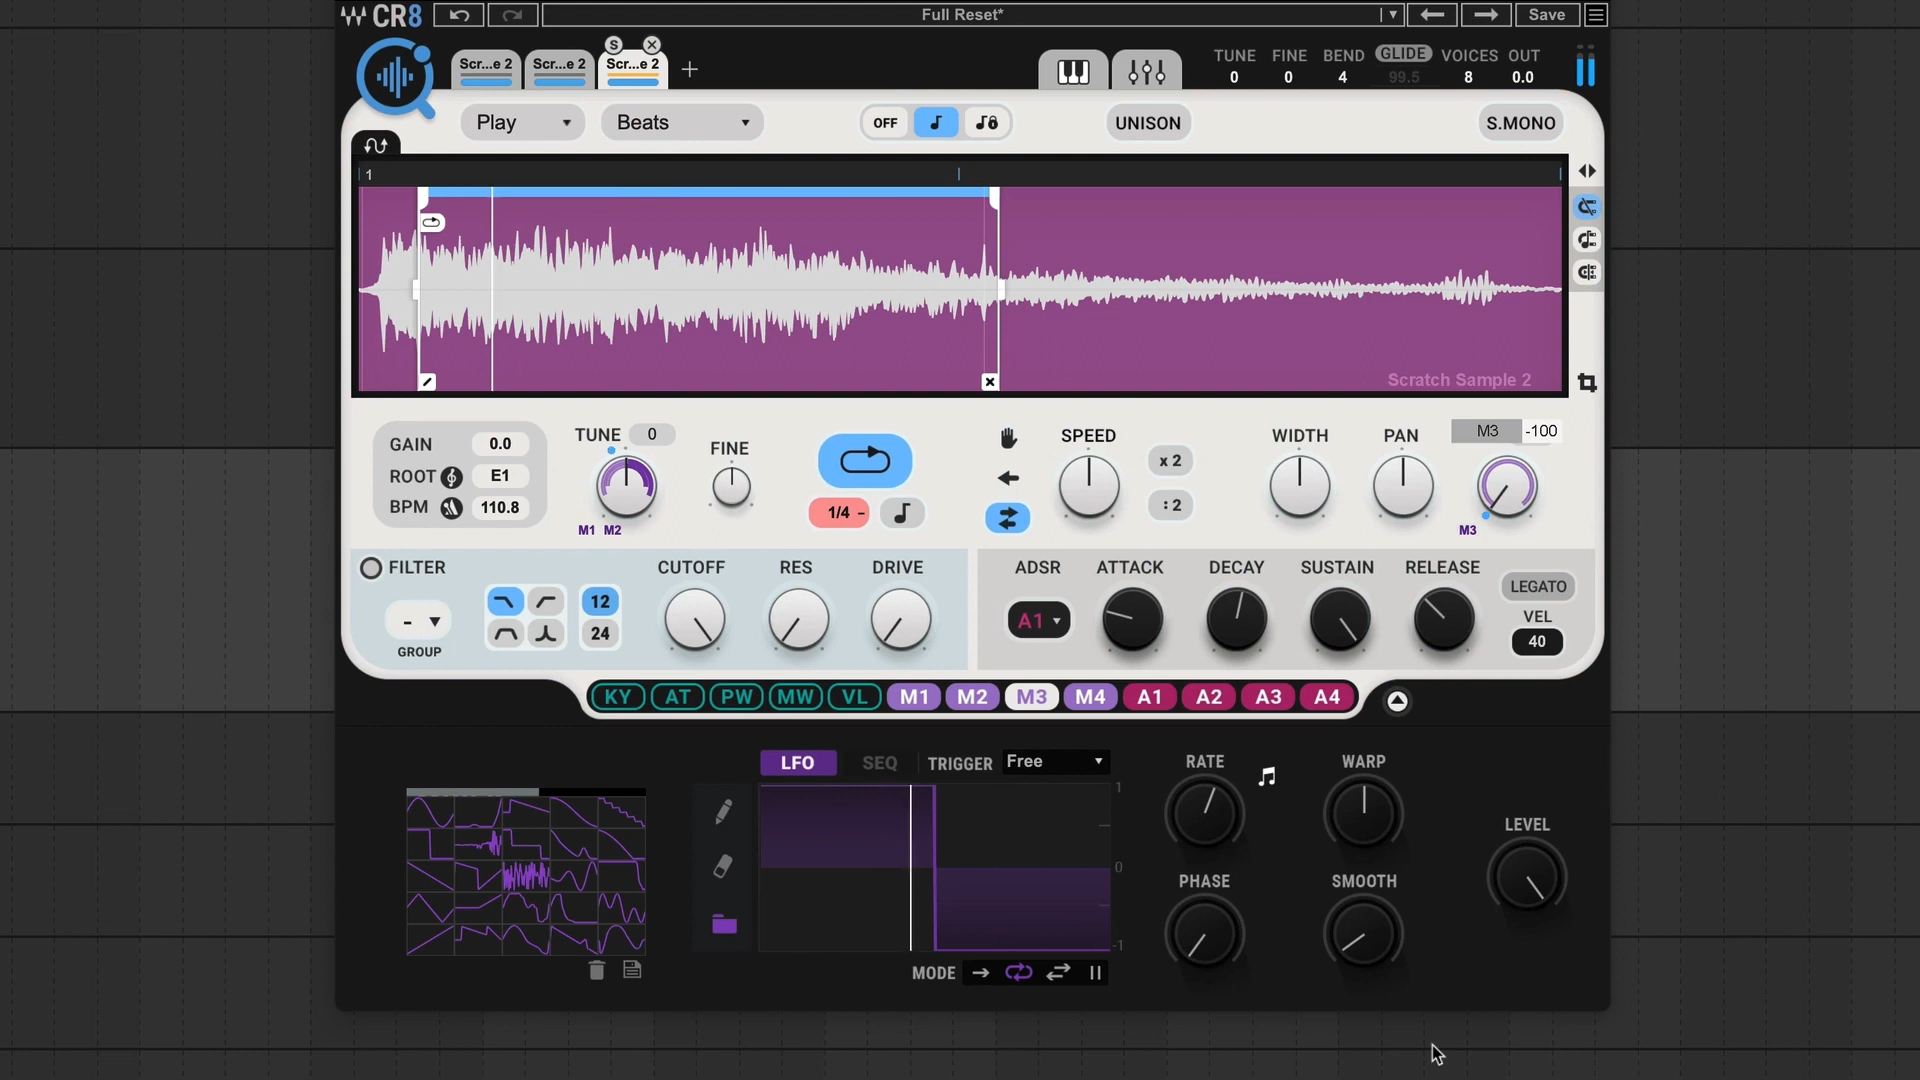 CR8
Full Reset*
Save
Scr...e 2
Scr...e 2
S
Scr...e 2
TUNE
0
FINE
0
BEND
4
GLIDE
99.5
VOICES
8
OUT
0.0
Play
Beats
OFF
UNISON
S.MONO
1
Scratch Sample 2
GAIN 0.0
ROOT E1
BPM 110.8
TUNE 0
M1 M2
FINE
1/4
SPEED
x 2
: 2
WIDTH
PAN
M3 -100
M3
FILTER
-
GROUP
12
24
CUTOFF
RES
DRIVE
ADSR
A1
ATTACK
DECAY
SUSTAIN
RELEASE
LEGATO
VEL
40
KY AT PW MW VL M1 M2 M3 M4 A1 A2 A3 A4
LFO SEQ TRIGGER Free
1
0
-1
MODE
RATE
WARP
PHASE
SMOOTH
LEVEL